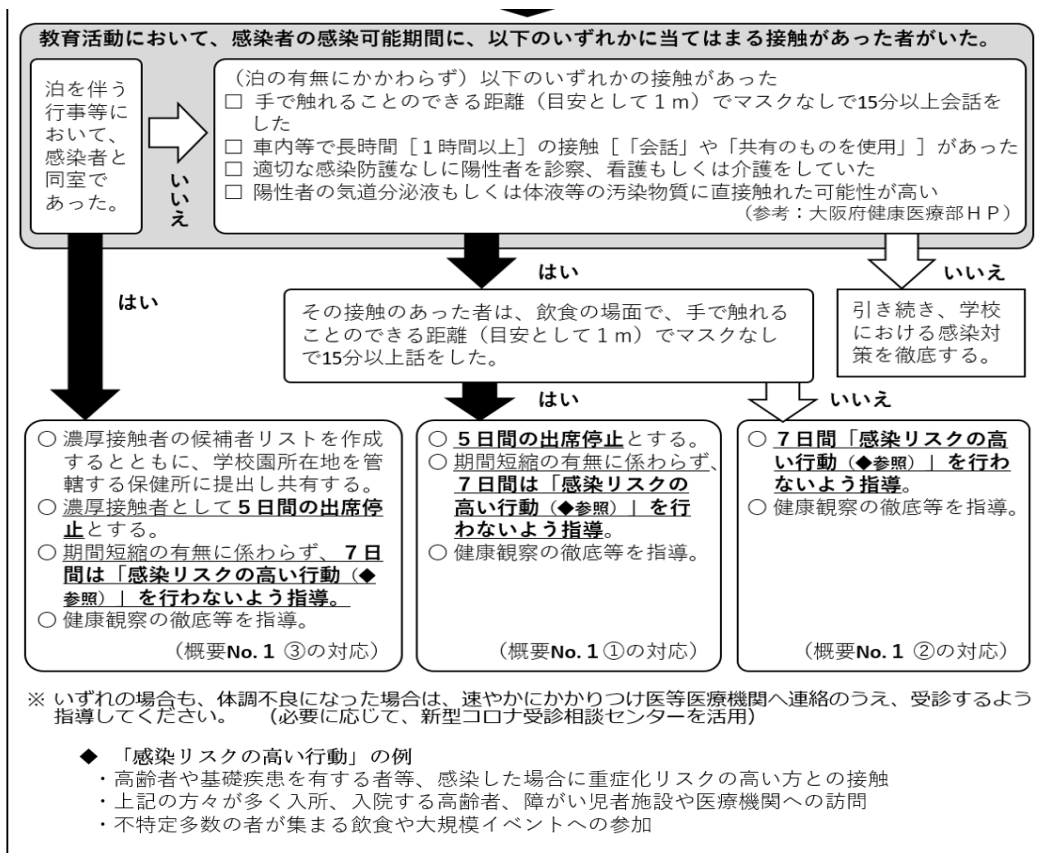 教育活動において、感染者の感染可能期間に、以下のいずれかに当てはまる接触があった者がいた。
泊を伴う
行事等に
おいて、
感染者と
同室で
あった。
いいえ
（泊の有無にかかわらず）以下のいずれかの接触があった
□ 手で触れることのできる距離（目安として１ｍ）でマスクなしで15分以上会話を
した
□ 車内等で長時間［１時間以上］の接触［「会話」や「共有のものを使用」］があった
□ 適切な感染防護なしに陽性者を診察、看護もしくは介護をしていた
□ 陽性者の気道分泌液もしくは体液等の汚染物質に直接触れた可能性が高い
（参考：大阪府健康医療部ＨＰ）
はい
はい
いいえ
その接触のあった者は、飲食の場面で、手で触れ
ることのできる距離（目安として１ｍ）でマスクなし
で15分以上話をした。
引き続き、学校
における感染対
策を徹底する。
はい
いいえ
○ 濃厚接触者の候補者リストを作成
するとともに、学校園所在地を管
轄する保健所に提出し共有する。
○ 濃厚接触者として５日間の出席停
止とする。
○ 期間短縮の有無に係わらず、７日
間は「感染リスクの高い行動（◆
参照）」を行わないよう指導。
○ 健康観察の徹底等を指導。
（概要No.１ ③の対応）
○ ５日間の出席停止とする。
○ 期間短縮の有無に係わらず、
７日間は「感染リスクの
高い行動（◆参照）」を行
わないよう指導。
○ 健康観察の徹底等を指導。
（概要No.１ ①の対応）
○ ７日間「感染リスクの高
い行動（◆参照）」を行わ
ないよう指導。
○ 健康観察の徹底等を指導。
（概要No.１ ②の対応）
※ いずれの場合も、体調不良になった場合は、速やかにかかりつけ医等医療機関へ連絡のうえ、受診するよう
指導してください。 （必要に応じて、新型コロナ受診相談センターを活用）
◆ 「感染リスクの高い行動」の例
・高齢者や基礎疾患を有する者等、感染した場合に重症化リスクの高い方との接触
・上記の方々が多く入所、入院する高齢者、障がい児者施設や医療機関への訪問
・不特定多数の者が集まる飲食や大規模イベントへの参加